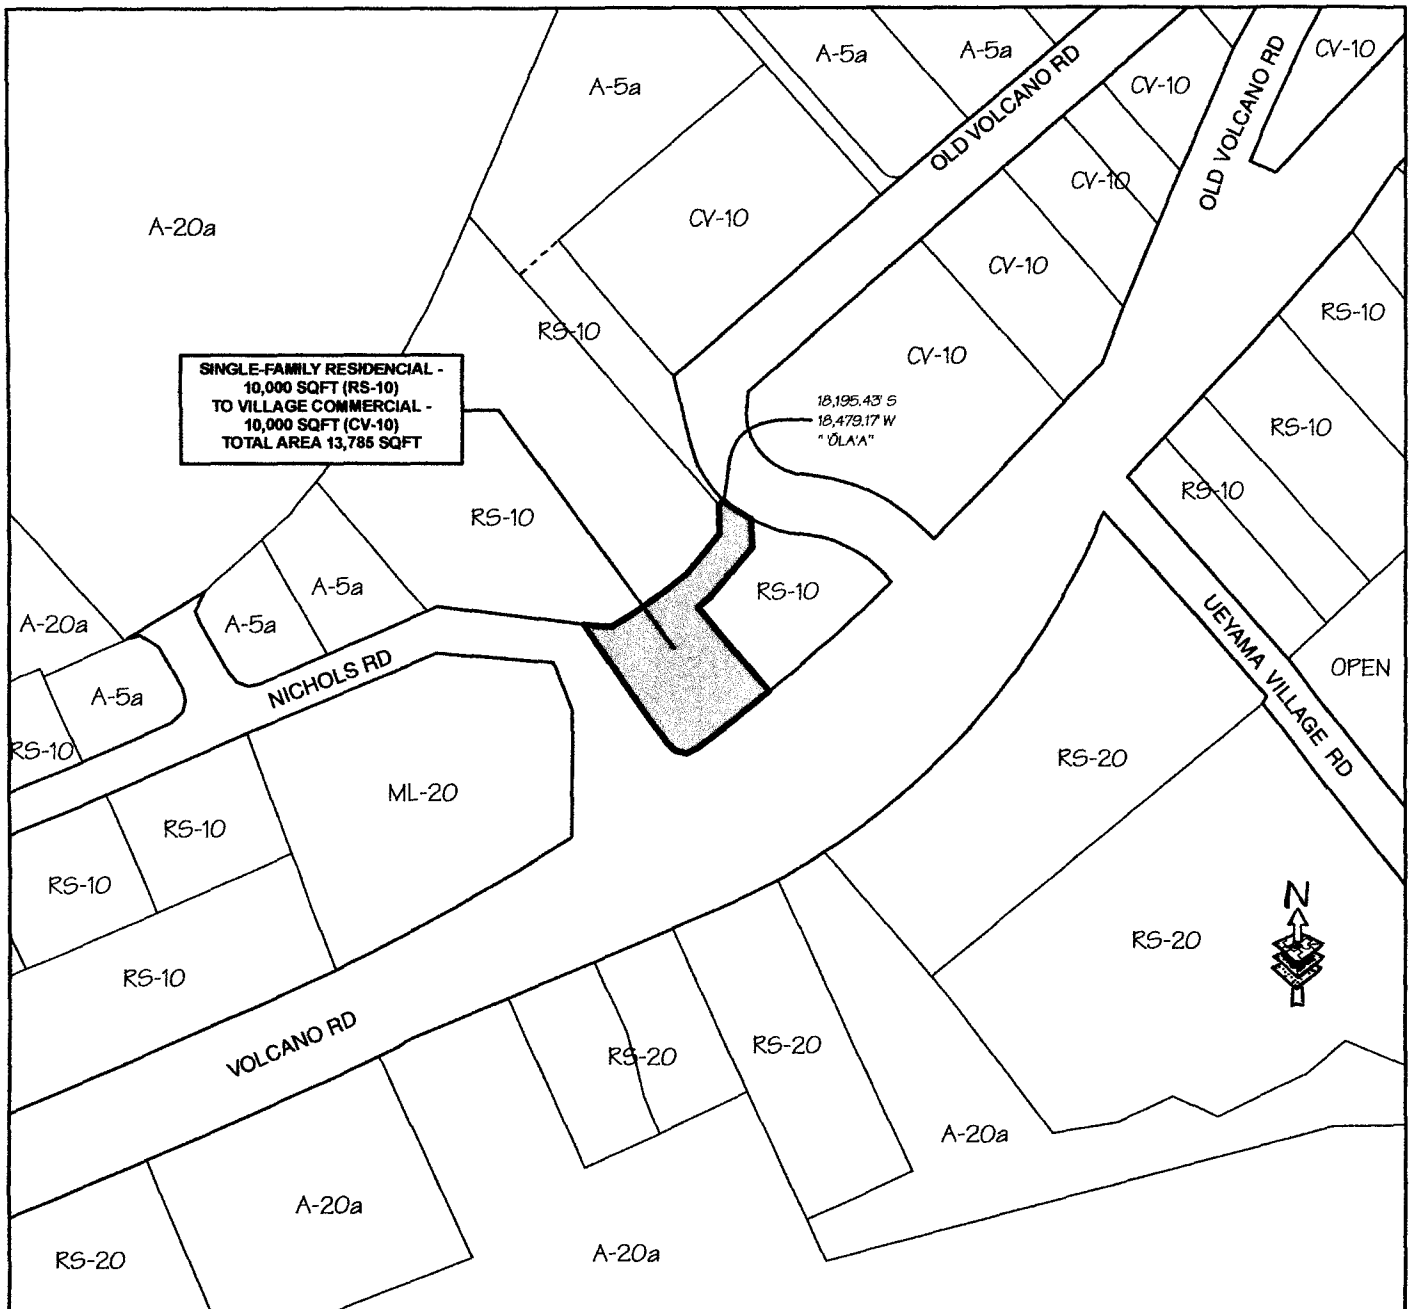 A-5a
A-5a
CV-10
A-5a
OLD VOLCANO RD
CV-10
OLD VOLCANO RD
CV-10
A-20a
CV-10
CV-10
RS-10
RS-10
CV-10
SINGLE-FAMILY RESIDENCIAL -
10,000 SQFT (RS-10)
TO VILLAGE COMMERCIAL -
10,000 SQFT (CV-10)
TOTAL AREA 13,785 SQFT
18,195.43' S
18,479.17' W
" 'ŌLA'A"
RS-10
RS-10
RS-10
A-5a
RS-10
A-20a
A-5a
UEYAMA VILLAGE RD
OPEN
NICHOLS RD
A-5a
RS-10
RS-20
ML-20
RS-10
RS-10
N
RS-20
RS-10
VOLCANO RD
RS-20
RS-20
A-20a
A-20a
A-20a
RS-20